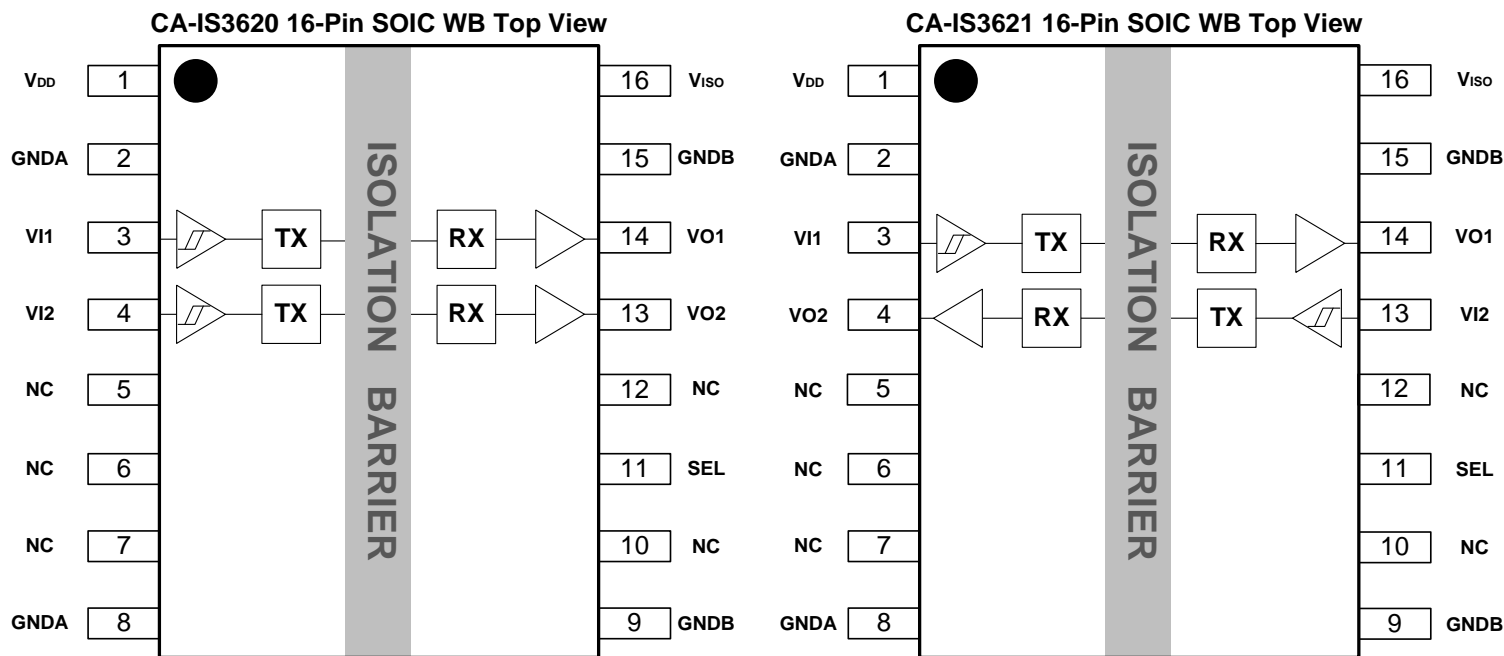 CA-IS3620 16-Pin SOIC WB Top View
VDD 1 16 VISO
GNDA 2 15 GNDB
VI1 3 TX RX 14 VO1
VI2 4 TX RX 13 VO2
NC 5 12 NC
NC 6 11 SEL
NC 7 10 NC
GNDA 8 9 GNDB
ISOLATION BARRIER
CA-IS3621 16-Pin SOIC WB Top View
VDD 1 16 VISO
GNDA 2 15 GNDB
VI1 3 TX RX 14 VO1
VO2 4 RX TX 13 VI2
NC 5 12 NC
NC 6 11 SEL
NC 7 10 NC
GNDA 8 9 GNDB
ISOLATION BARRIER